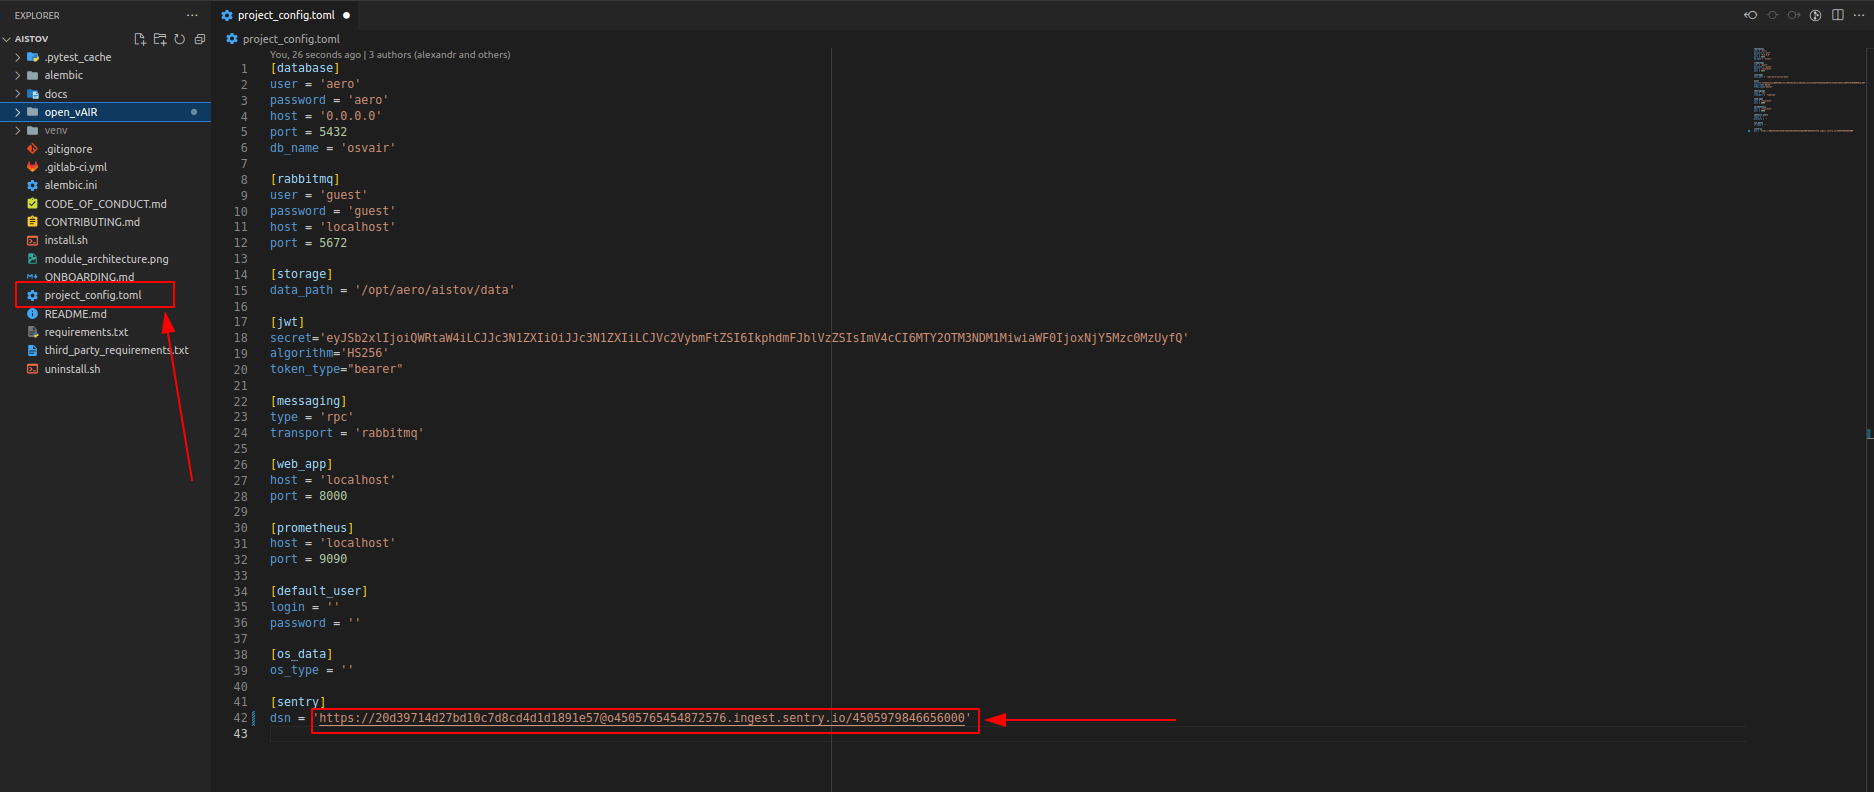 EXPLORER
project_config.toml
AISTOV
.pytest_cache
alembic
docs
open_vAIR
venv
.gitignore
.gitlab-ci.yml
alembic.ini
CODE_OF_CONDUCT.md
CONTRIBUTING.md
install.sh
module_architecture.png
ONBOARDING.md
project_config.toml
README.md
requirements.txt
third_party_requirements.txt
uninstall.sh
project_config.toml
You, 26 seconds ago | 3 authors (alexandr and others)
1 [database]
2 user = 'aero'
3 password = 'aero'
4 host = '0.0.0.0'
5 port = 5432
6 db_name = 'osvair'
7
8 [rabbitmq]
9 user = 'guest'
10 password = 'guest'
11 host = 'localhost'
12 port = 5672
13
14 [storage]
15 data_path = '/opt/aero/aistov/data'
16
17 [jwt]
18 secret='eyJSb2xlIjoiQWRtaW4iLCJJc3N1ZXIiOiJJc3N1ZXIiLCJVc2VybmFtZSI6IkphdmFJblVzZSIsImV4cCI6MTY2OTM3NDM1MiwiaWF0IjoxNjY5Mzc0MzUyfQ'
19 algorithm='HS256'
20 token_type="bearer"
21
22 [messaging]
23 type = 'rpc'
24 transport = 'rabbitmq'
25
26 [web_app]
27 host = 'localhost'
28 port = 8000
29
30 [prometheus]
31 host = 'localhost'
32 port = 9090
33
34 [default_user]
35 login = ''
36 password = ''
37
38 [os_data]
39 os_type = ''
40
41 [sentry]
42 dsn = 'https://20d39714d27bd10c7d8cd4d1d1891e57@o4505765454872576.ingest.sentry.io/4505979846656000'
43